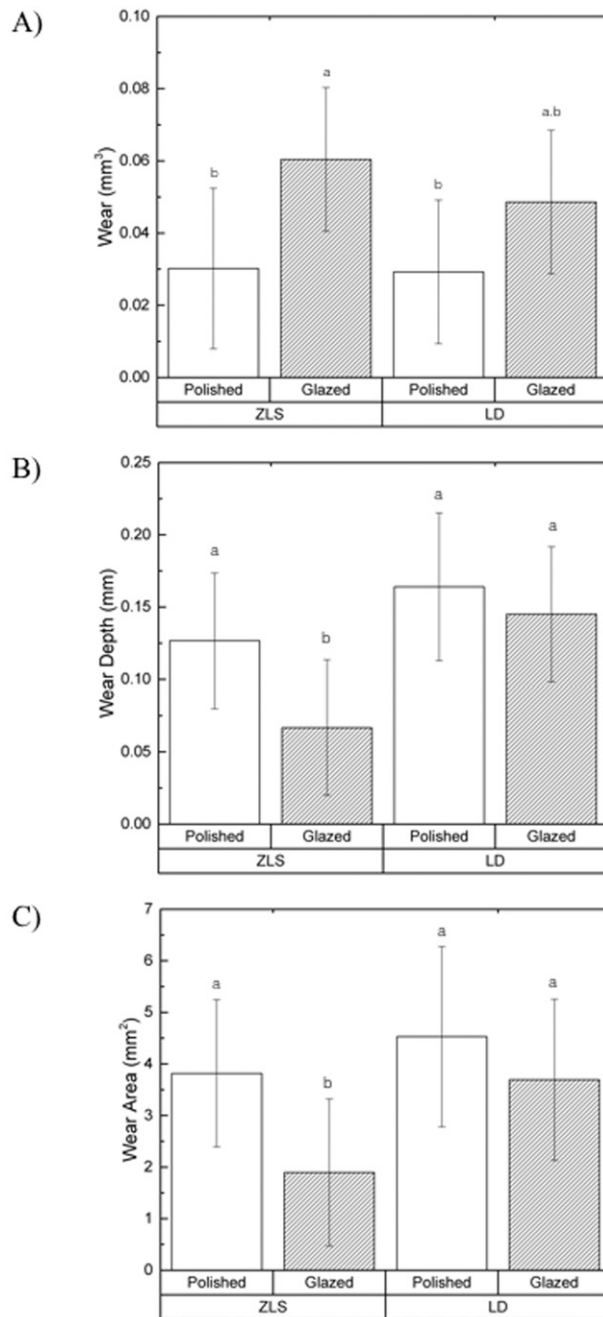 A)
0.10
a
0.08
a.b
b
b
0.06
Wear (mm³)
0.04
0.02
0.00
Polished Glazed Polished Glazed
ZLS LD
B)
0.25
a
a
a
0.20
b
0.15
Wear Depth (mm)
0.10
0.05
0.00
Polished Glazed Polished Glazed
ZLS LD
C)
7
a
a
6
a
5
b
4
Wear Area (mm²)
3
2
1
0
Polished Glazed Polished Glazed
ZLS LD